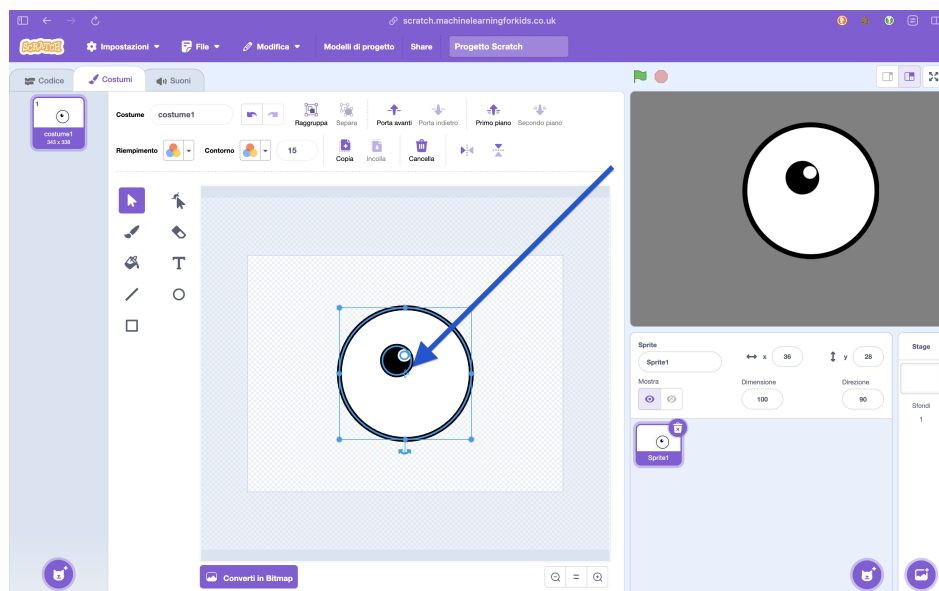 scratch.machinelearningforkids.co.uk
SCRATCH Impostazioni File Modifica Modelli di progetto Share Progetto Scratch
Codice Costumi Suoni
1
costume1
343 x 338
Costume costume1 Raggruppa Separa Porta avanti Porta indietro Primo piano Secondo piano
Riempimento Contorno 15 Copia Incolla Cancella
T
Converti in Bitmap
Sprite
Sprite1 x 36 y 28
Mostra Dimensione Direzione
100 90
Sprite1
Stage
Sfondi
1